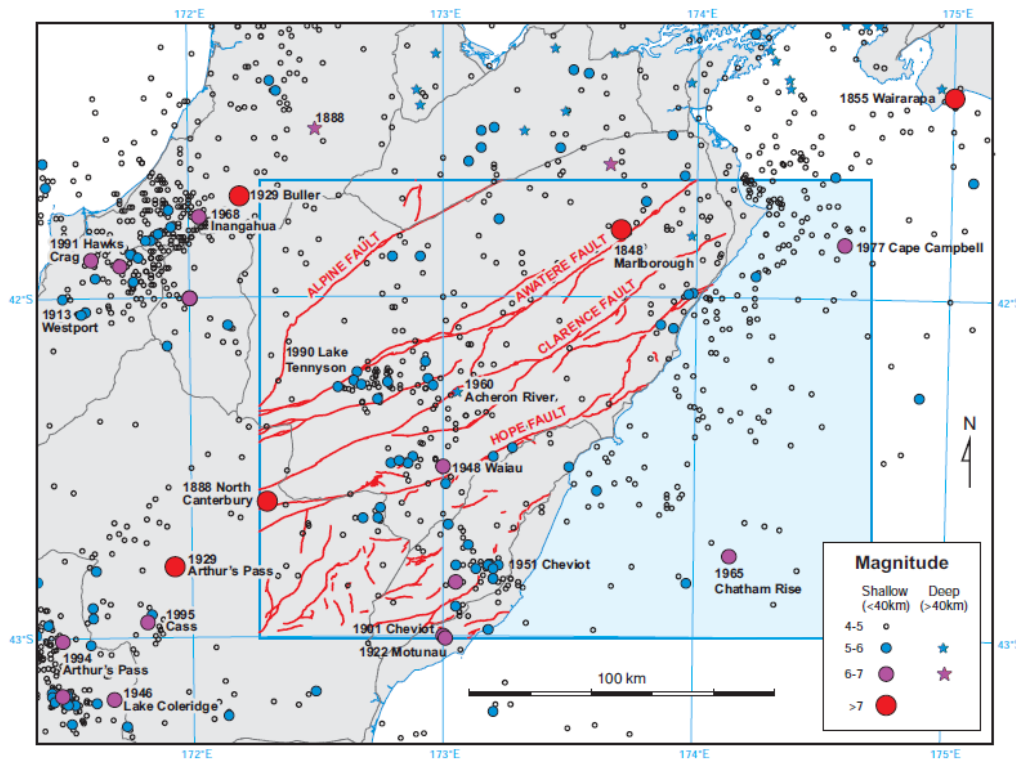 172°E 173°E 174°E 175°E
1855 Wairarapa
1888
1929 Buller
1968
Inangahua
1991 Hawks
Crag
1848
Marlborough
1977 Cape Campbell
ALPINE FAULT
AWATERE FAULT
CLARENCE FAULT
42°S 42°S
1913
Westport
1990 Lake
Tennyson
1960
Acheron River
HOPE FAULT
N
1948 Waiau
1888 North
Canterbury
1929
Arthur's Pass
1951 Cheviot
1965
Chatham Rise
1995
Cass
1901 Cheviot
1922 Motunau
43°S 43°S
1994
Arthur's Pass
1946
Lake Coleridge
100 km
Magnitude
Shallow Deep
(<40km) (>40km)
4-5
5-6
6-7
>7
172°E 173°E 174°E 175°E